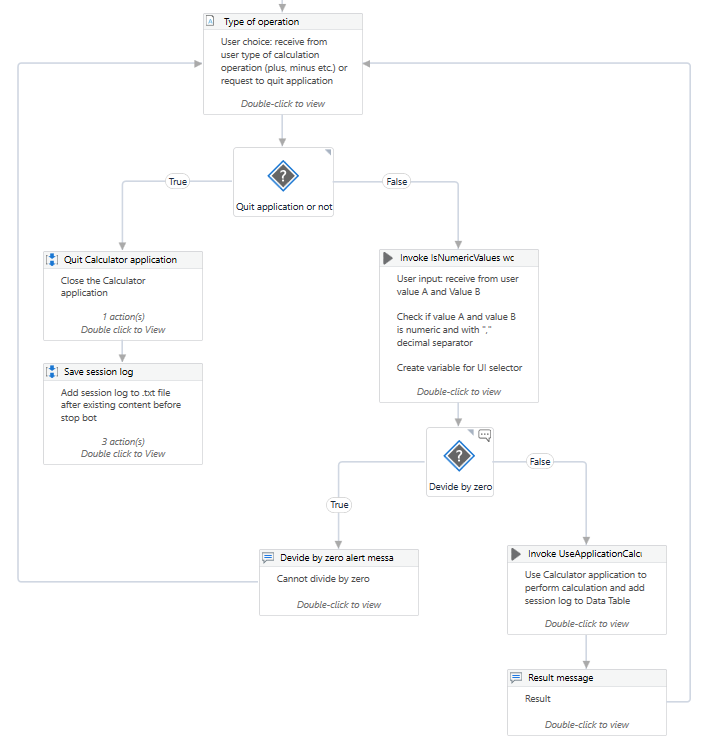 Type of operation
User choice: receive from
user type of calculation
operation (plus, minus etc.) or
request to quit application
Double-click to view
Quit application or not
True
False
Quit Calculator application
Close the Calculator
application
1 action(s)
Double click to View
Save session log
Add session log to .txt file
after existing content before
stop bot
3 action(s)
Double click to View
Invoke IsNumericValues wc
User input: receive from user
value A and Value B
Check if value A and value B
is numeric and with ","
decimal separator
Create variable for UI selector
Double-click to view
Devide by zero
True
False
Devide by zero alert messa
Cannot divide by zero
Double-click to view
Invoke UseApplicationCalc
Use Calculator application to
perform calculation and add
session log to Data Table
Double-click to view
Result message
Result
Double-click to view